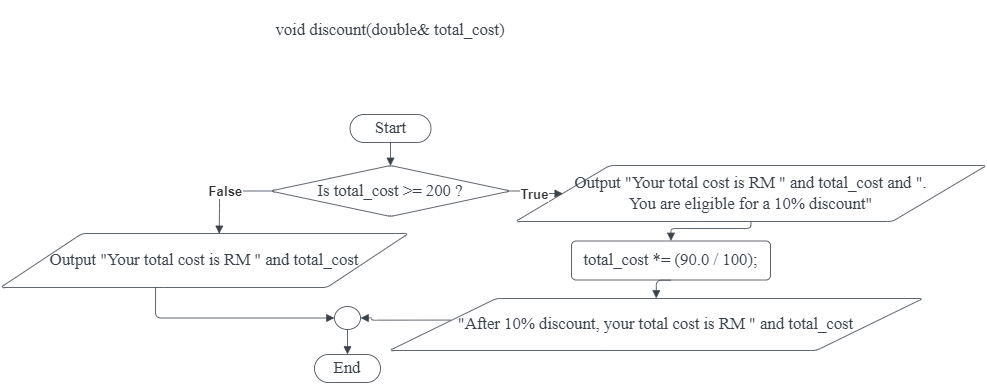 void discount(double& total_cost)
Start
Is total_cost >= 200 ?
False
True
Output "Your total cost is RM " and total_cost and ".
You are eligible for a 10% discount"
Output "Your total cost is RM " and total_cost
total_cost *= (90.0 / 100);
"After 10% discount, your total cost is RM " and total_cost
End